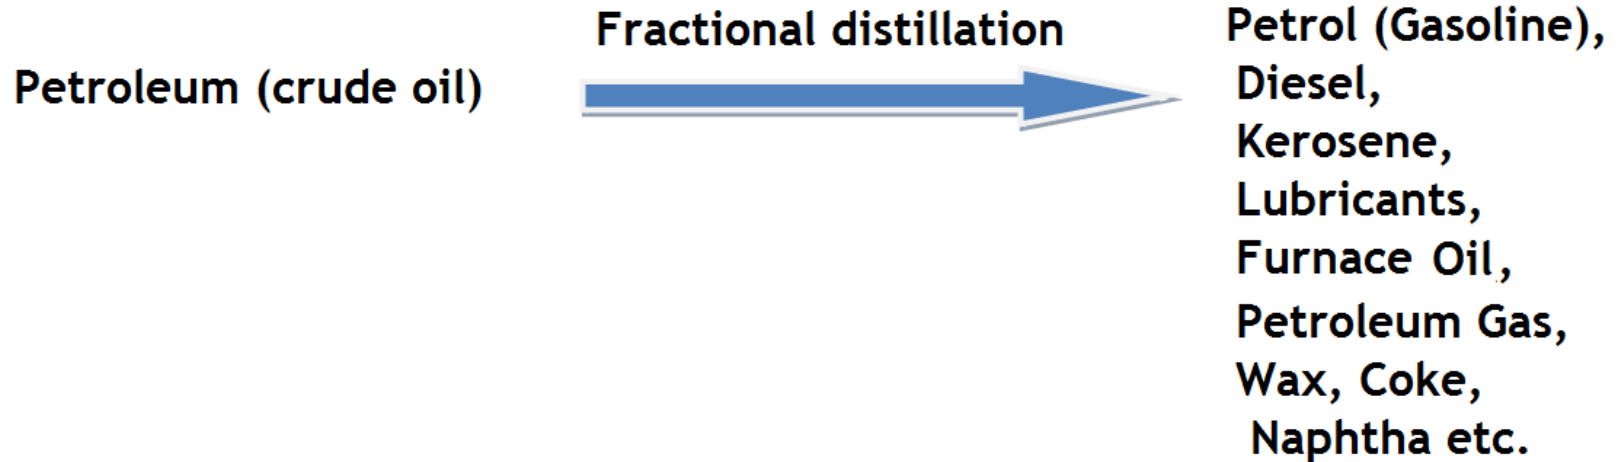 Fractional distillation
Petroleum (crude oil)
Petrol (Gasoline),
Diesel,
Kerosene,
Lubricants,
Furnace Oil,
Petroleum Gas,
Wax, Coke,
Naphtha etc.